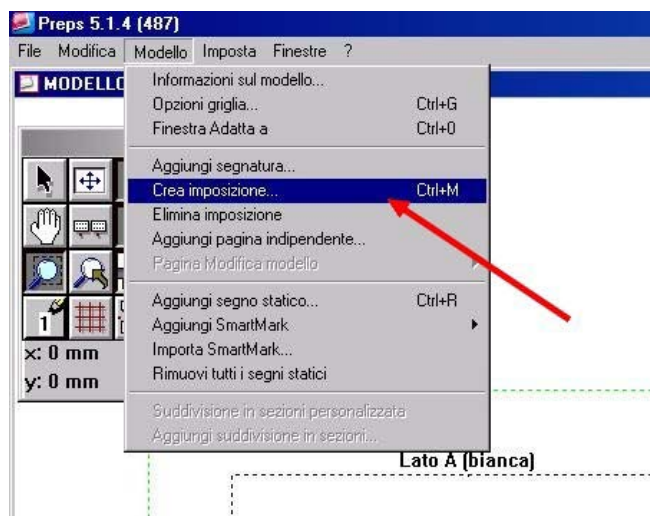 Preps 5.1.4 (487)
File Modifica Modello Imposta Finestre ?
MODELLO
Informazioni sul modello...
Opzioni griglia... Ctrl+G
Finestra Adatta a Ctrl+0
Aggiungi segnatura...
Crea imposizione... Ctrl+M
Elimina imposizione
Aggiungi pagina indipendente...
Pagina Modifica modello
Aggiungi segno statico... Ctrl+R
Aggiungi SmartMark
Importa SmartMark...
Rimuovi tutti i segni statici
Suddivisione in sezioni personalizzata
Aggiungi suddivisione in sezioni...
1
x: 0 mm
y: 0 mm
Lato A (bianca)